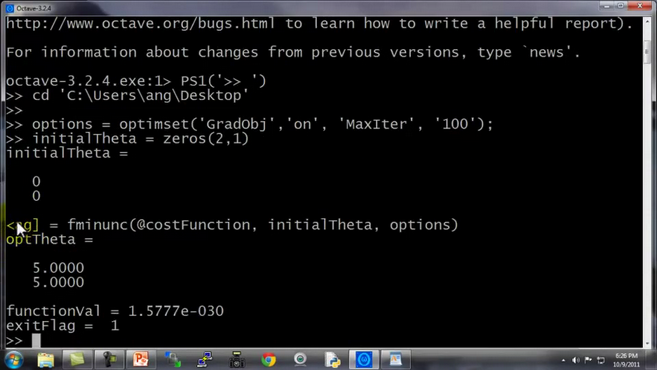 Octave-3.2.4
http://www.octave.org/bugs.html to learn how to write a helpful report).
For information about changes from previous versions, type `news'.
octave-3.2.4.exe:1> PS1('>> ')
>> cd 'C:\Users\ang\Desktop'
>>
>> options = optimset('GradObj','on', 'MaxIter', '100');
>> initialTheta = zeros(2,1)
initialTheta =
0
0
= fminunc(@costFunction, initialTheta, options)
optTheta =
5.0000
5.0000
functionVal = 1.5777e-030
exitFlag = 1
>>
6:26 PM
10/9/2011